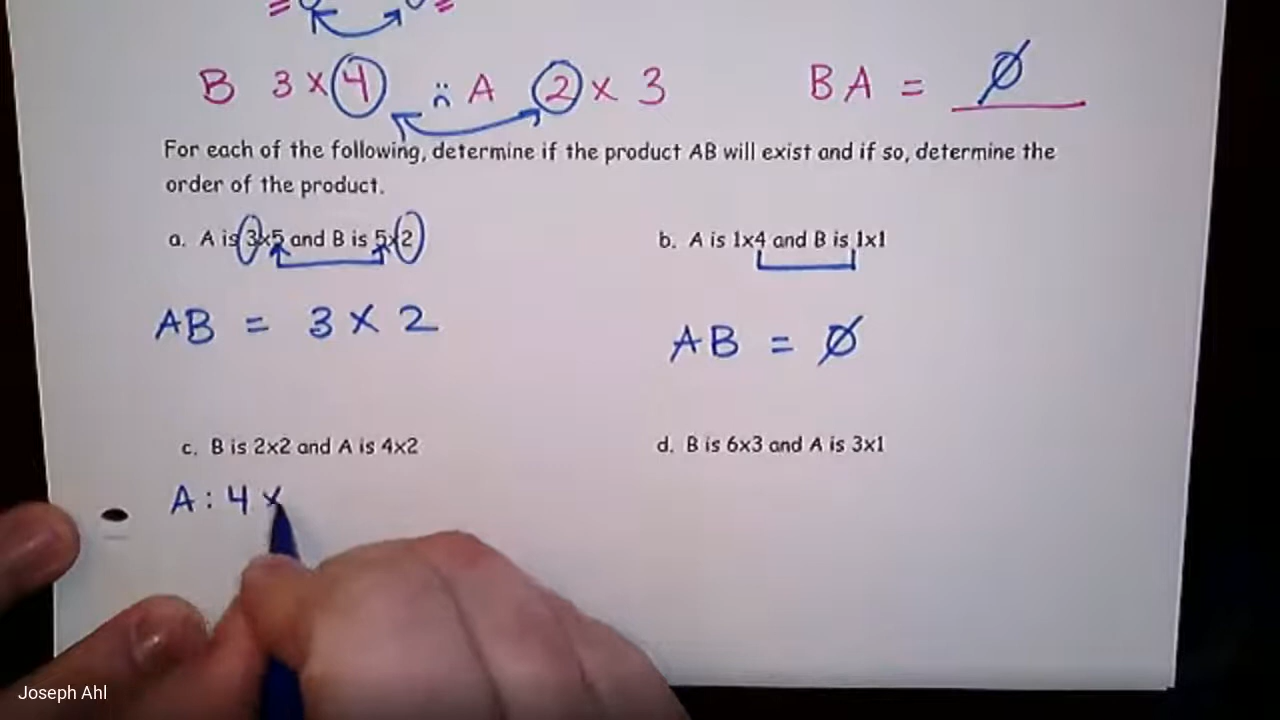 B 3 x 4 A 2 x 3 BA = ∅
For each of the following, determine if the product AB will exist and if so, determine the
order of the product.
a. A is 3x5 and B is 5x2
b. A is 1x4 and B is 1x1
AB = 3 x 2
AB = ∅
c. B is 2x2 and A is 4x2
d. B is 6x3 and A is 3x1
A : 4 x
Joseph Ahl